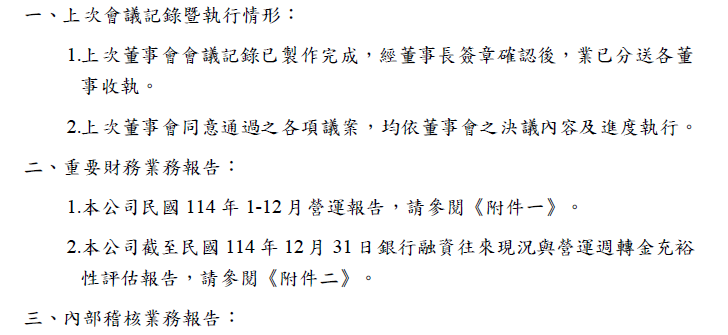 一、上次會議記錄暨執行情形：
1.上次董事會會議記錄已製作完成，經董事長簽章確認後，業已分送各董
事收執。
2.上次董事會同意通過之各項議案，均依董事會之決議內容及進度執行。
二、重要財務業務報告：
1.本公司民國 114 年 1-12 月營運報告，請參閱《附件一》。
2.本公司截至民國 114 年 12 月 31 日銀行融資往來現況與營運週轉金充裕
性評估報告，請參閱《附件二》。
三、內部稽核業務報告：